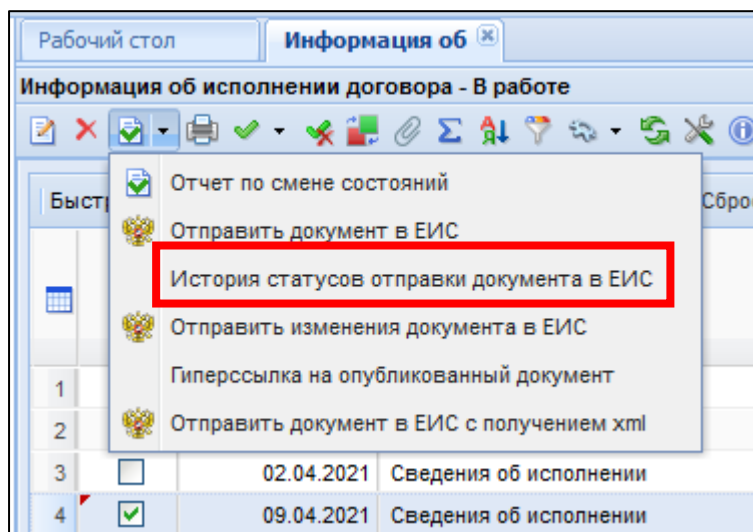 Рабочий стол
Информация об
Информация об исполнении договора - В работе
Отчет по смене состояний
Отправить документ в ЕИС
История статусов отправки документа в ЕИС
Отправить изменения документа в ЕИС
Гиперссылка на опубликованный документ
Отправить документ в ЕИС с получением xml
1
2
3 02.04.2021 Сведения об исполнении
4 09.04.2021 Сведения об исполнении